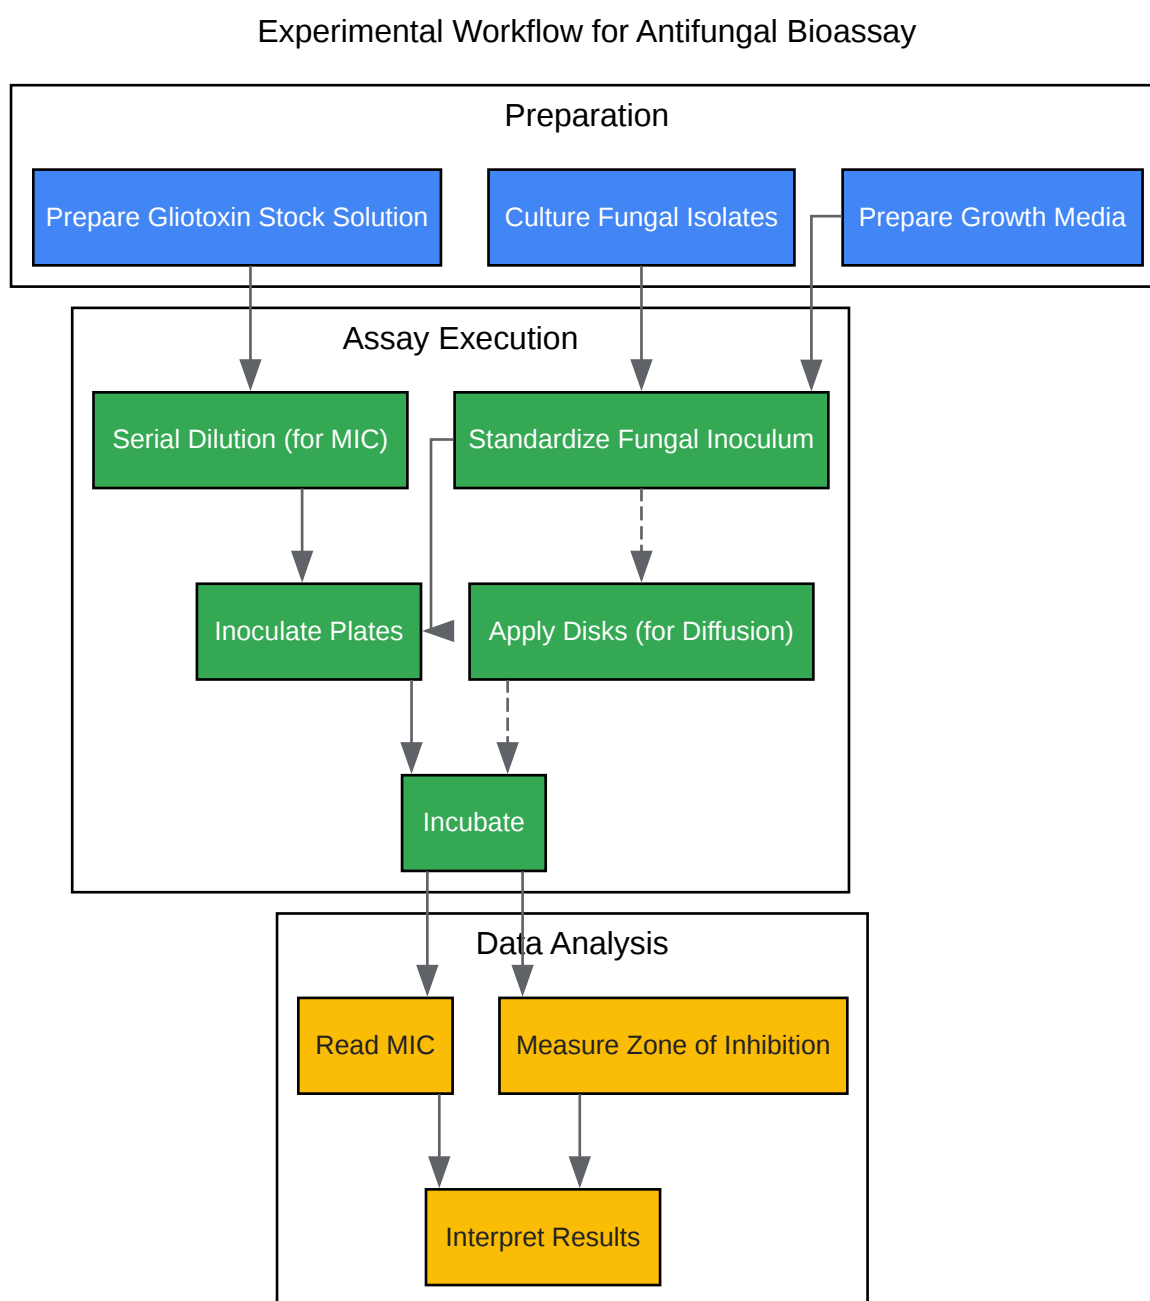 Experimental Workflow for Antifungal Bioassay
Preparation
Prepare Gliotoxin Stock Solution
Culture Fungal Isolates
Prepare Growth Media
Assay Execution
Serial Dilution (for MIC)
Standardize Fungal Inoculum
Inoculate Plates
Apply Disks (for Diffusion)
Incubate
Data Analysis
Read MIC
Measure Zone of Inhibition
Interpret Results